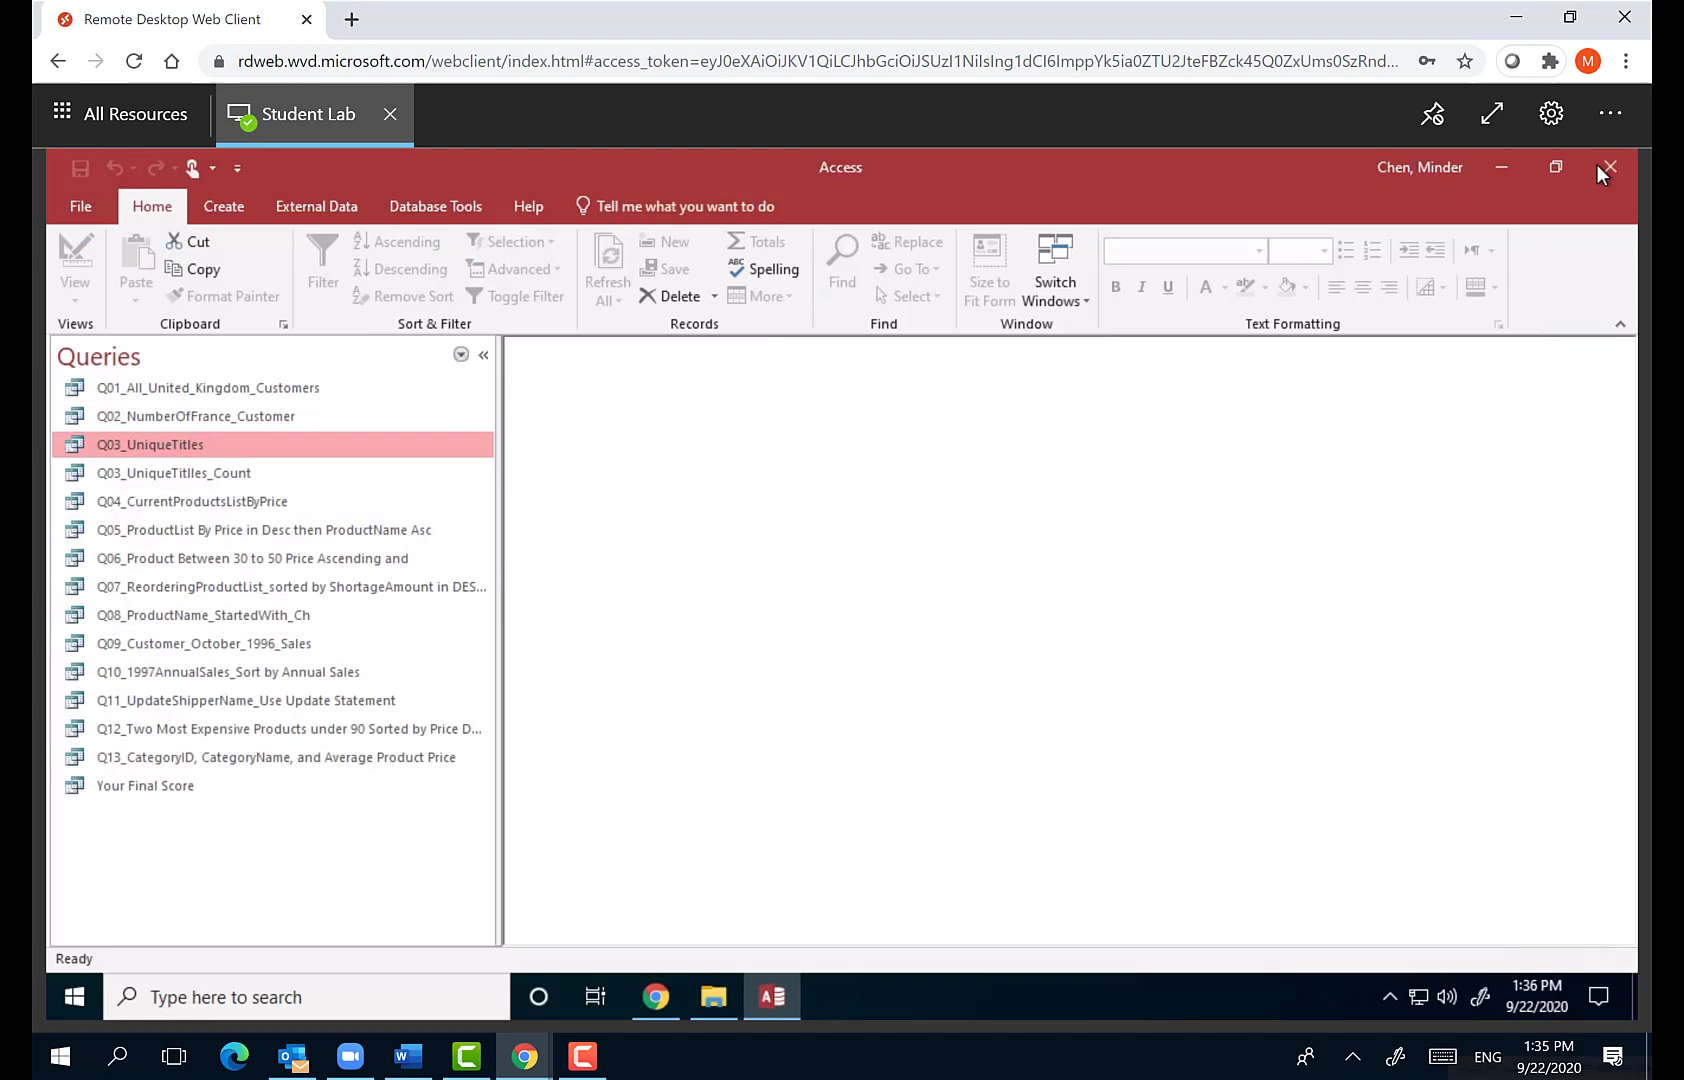 Remote Desktop Web Client
rdweb.wvd.microsoft.com/webclient/index.html#access_token=eyJ0eXAiOiJKV1QiLCJhbGciOiJSUzI1NiIsIng1dCI6ImppYk5ia0ZTU2JteFBZck45Q0ZxUms0SzRnd...
M
All Resources
Student Lab
Access
Chen, Minder
File Home Create External Data Database Tools Help Tell me what you want to do
View
Views
Paste
Cut
Copy
Format Painter
Clipboard
Filter
Ascending
Descending
Remove Sort
Selection
Advanced
Toggle Filter
Sort & Filter
Refresh
All
New
Save
Delete
Totals
Spelling
More
Records
Find
Replace
Go To
Select
Find
Size to
Fit Form
Switch
Windows
Window
B I U A
Text Formatting
Queries
Q01_All_United_Kingdom_Customers
Q02_NumberOfFrance_Customer
Q03_UniqueTitles
Q03_UniqueTitlles_Count
Q04_CurrentProductsListByPrice
Q05_ProductList By Price in Desc then ProductName Asc
Q06_Product Between 30 to 50 Price Ascending and
Q07_ReorderingProductList_sorted by ShortageAmount in DES...
Q08_ProductName_StartedWith_Ch
Q09_Customer_October_1996_Sales
Q10_1997AnnualSales_Sort by Annual Sales
Q11_UpdateShipperName_Use Update Statement
Q12_Two Most Expensive Products under 90 Sorted by Price D...
Q13_CategoryID, CategoryName, and Average Product Price
Your Final Score
Ready
Type here to search
1:36 PM
9/22/2020
ENG
1:35 PM
9/22/2020